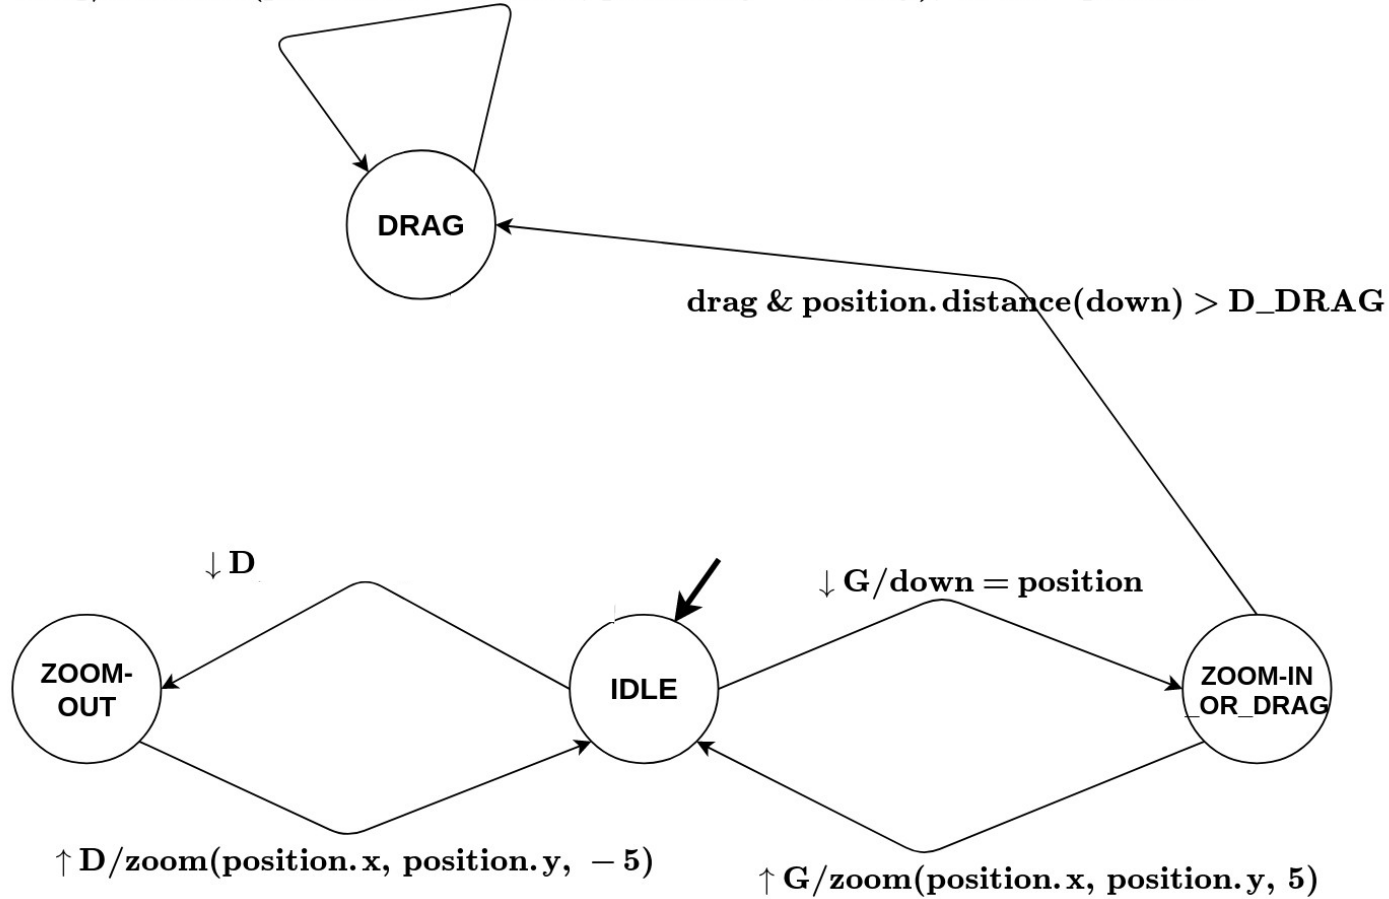 DRAG
drag & position.distance(down) > D_DRAG
↓ D
↓ G/down = position
ZOOM-
OUT
IDLE
ZOOM-IN
_OR_DRAG
↑ D/zoom(position.x, position.y, − 5)
↑ G/zoom(position.x, position.y, 5)